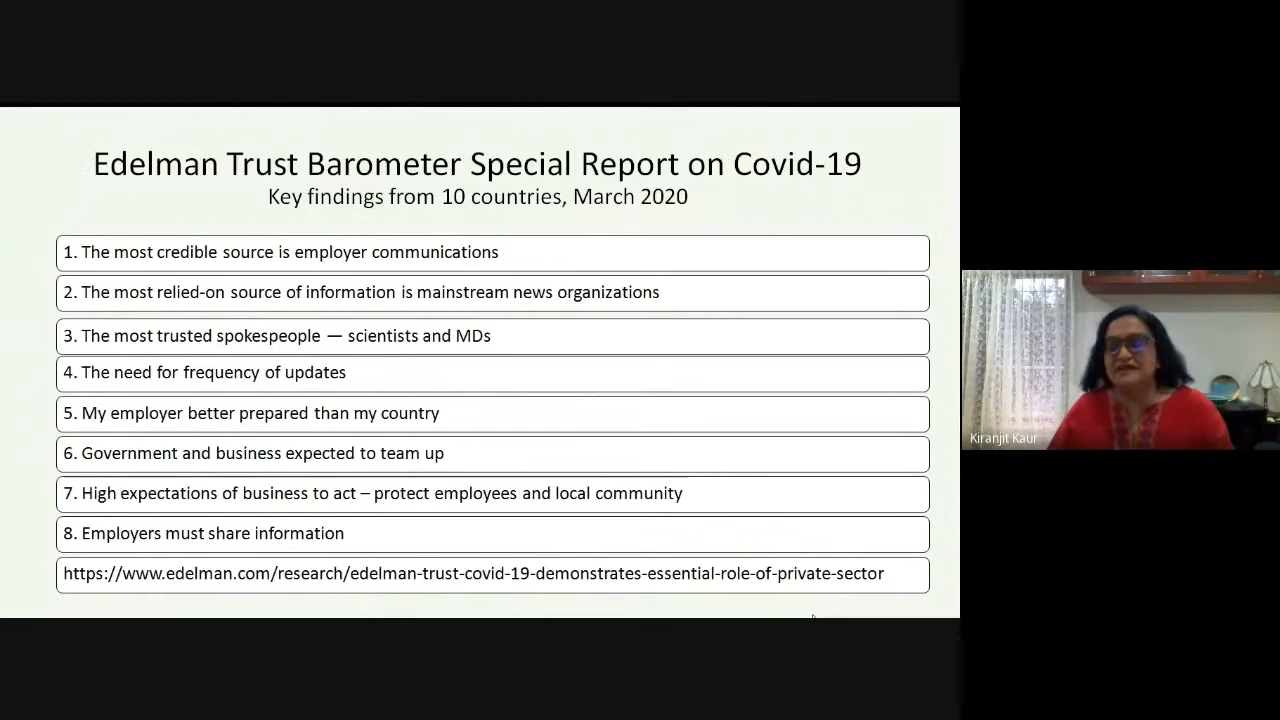 Edelman Trust Barometer Special Report on Covid-19
Key findings from 10 countries, March 2020
1. The most credible source is employer communications
2. The most relied-on source of information is mainstream news organizations
3. The most trusted spokespeople — scientists and MDs
4. The need for frequency of updates
5. My employer better prepared than my country
6. Government and business expected to team up
7. High expectations of business to act – protect employees and local community
8. Employers must share information
https://www.edelman.com/research/edelman-trust-covid-19-demonstrates-essential-role-of-private-sector
Kiranjit Kaur